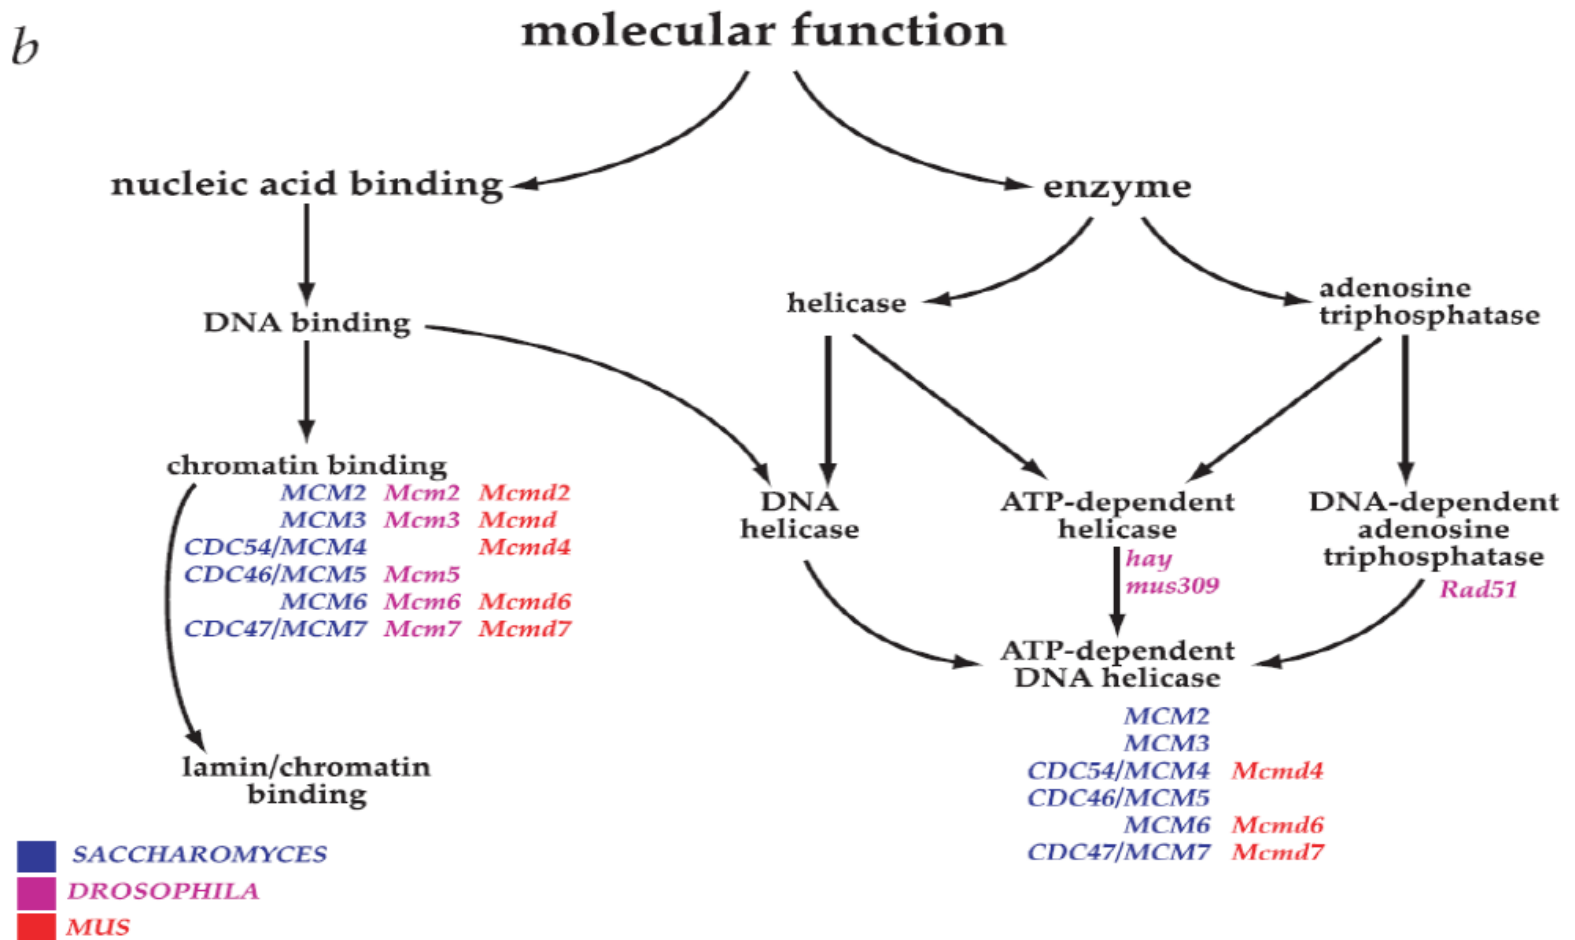 b
molecular function
nucleic acid binding
enzyme
DNA binding
helicase
adenosine
triphosphatase
chromatin binding
MCM2 Mcm2 Mcmd2
MCM3 Mcm3 Mcmd
CDC54/MCM4 Mcmd4
CDC46/MCM5 Mcm5
MCM6 Mcm6 Mcmd6
CDC47/MCM7 Mcm7 Mcmd7
DNA
helicase
ATP-dependent
helicase
hay
mus309
DNA-dependent
adenosine
triphosphatase
Rad51
lamin/chromatin
binding
ATP-dependent
DNA helicase
MCM2
MCM3
CDC54/MCM4 Mcmd4
CDC46/MCM5
MCM6 Mcmd6
CDC47/MCM7 Mcmd7
SACCHAROMYCES
DROSOPHILA
MUS